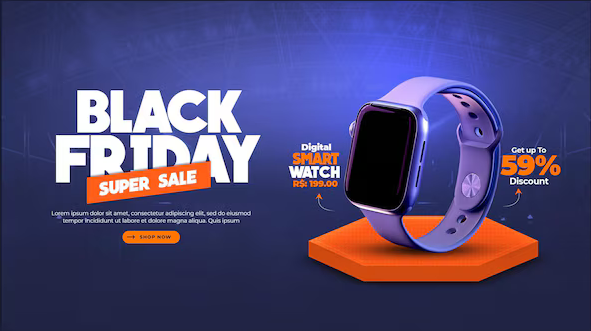 BLACK
FRIDAY
SUPER SALE
Lorem ipsum dolor sit amet, consectetur adipiscing elit, sed do eiusmod
tempor incididunt ut labore et dolore magna aliqua. Quis ipsum
SHOP NOW
Digital
SMART
WATCH
R$: 199.00
Get up To
59%
Discount